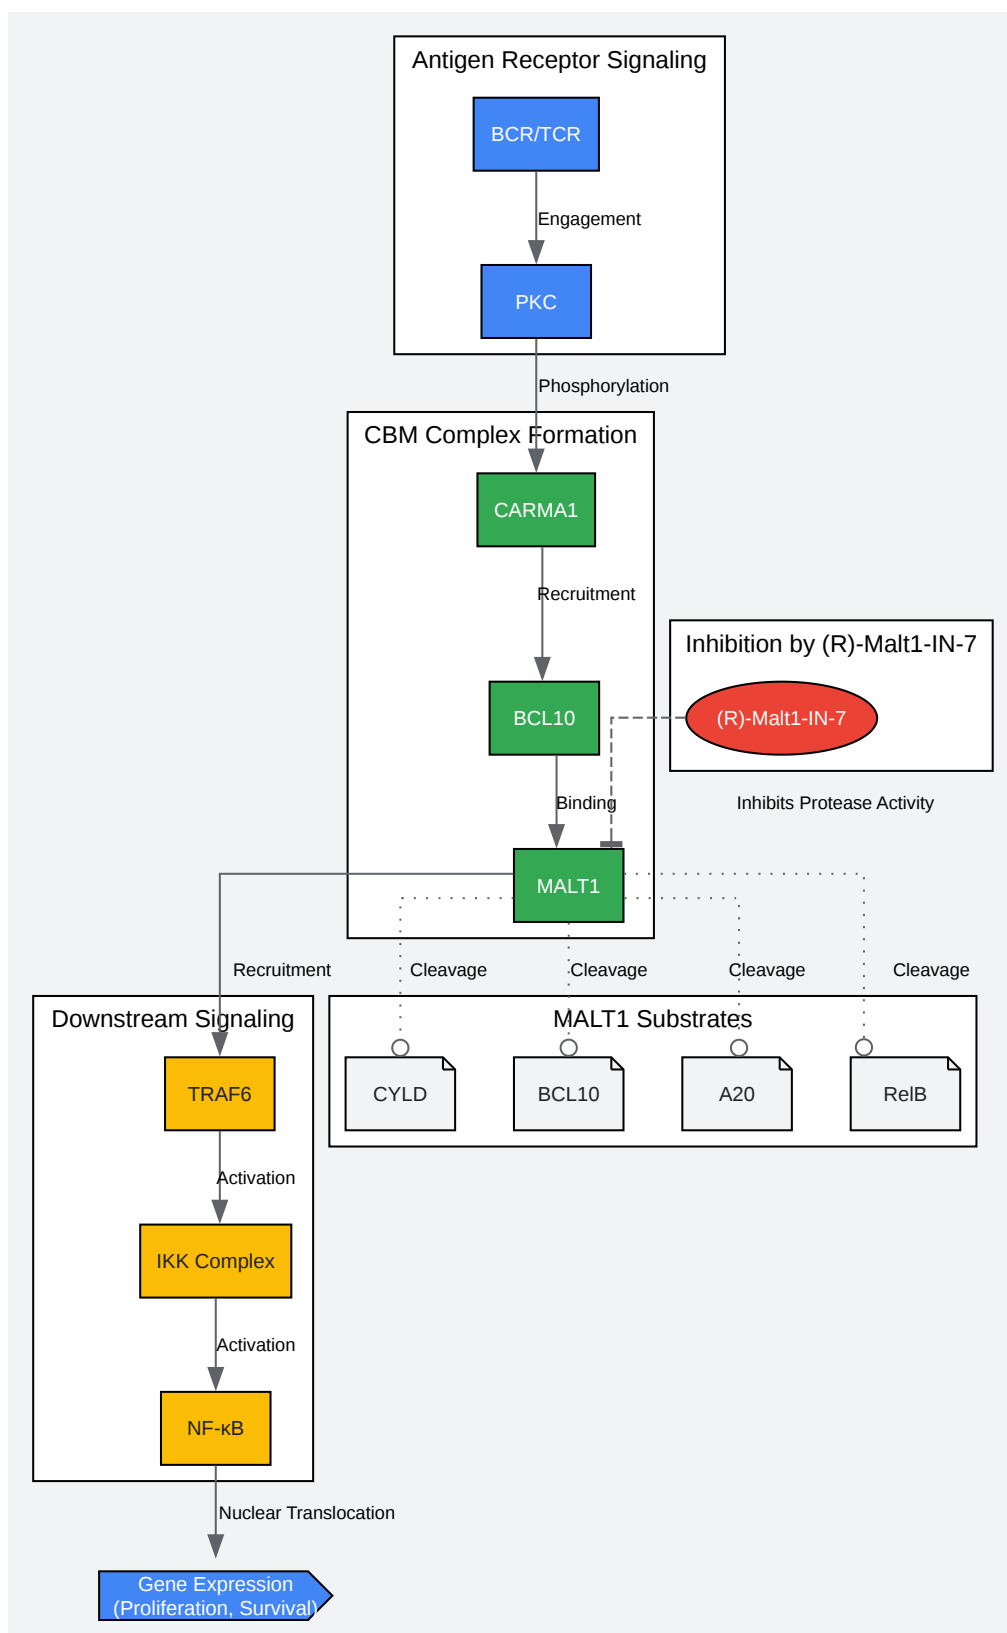 Antigen Receptor Signaling
BCR/TCR
Engagement
PKC
Phosphorylation
CBM Complex Formation
CARMA1
Recruitment
Inhibition by (R)-Malt1-IN-7
BCL10
(R)-Malt1-IN-7
Binding
Inhibits Protease Activity
MALT1
Recruitment
Cleavage
Cleavage
Cleavage
Cleavage
Downstream Signaling
MALT1 Substrates
TRAF6
CYLD
BCL10
A20
RelB
Activation
IKK Complex
Activation
NF-κB
Nuclear Translocation
Gene Expression
(Proliferation, Survival)